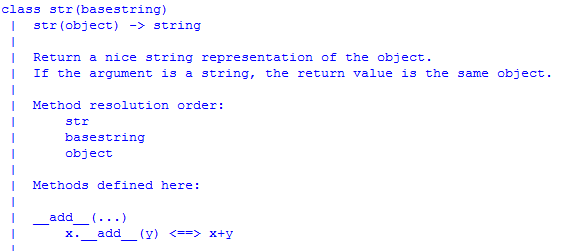 class str(basestring)
 |  str(object) -> string
 |
 |  Return a nice string representation of the object.
 |  If the argument is a string, the return value is the same object.
 |
 |  Method resolution order:
 |      str
 |      basestring
 |      object
 |
 |  Methods defined here:
 |
 |  __add__(...)
 |      x.__add__(y) <==> x+y
 |